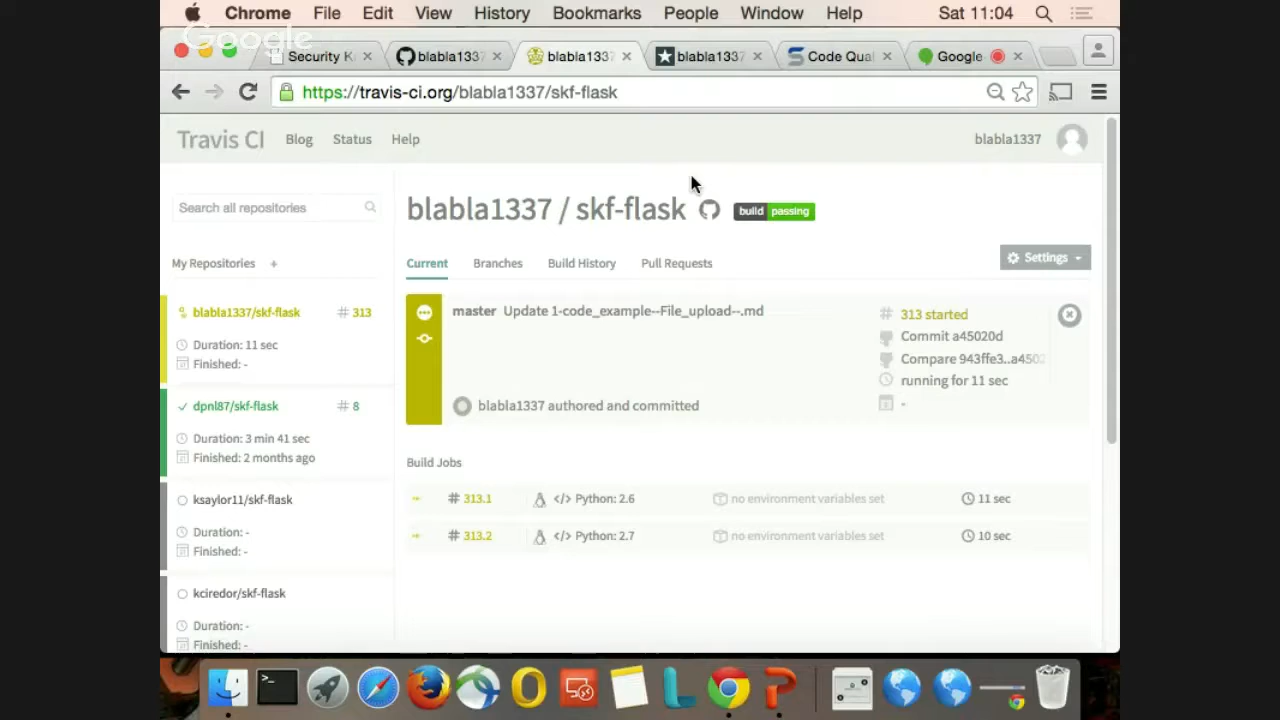 Chrome File Edit View History Bookmarks People Window Help Sat 11:04
Google
Security K blabla1337 blabla1337 blabla1337 Code Qual Google
https://travis-ci.org/blabla1337/skf-flask
Travis CI Blog Status Help blabla1337
Search all repositories
blabla1337 / skf-flask build passing
My Repositories +
Current Branches Build History Pull Requests Settings
blabla1337/skf-flask # 313
Duration: 11 sec
Finished: -
master Update 1-code_example--File_upload--.md
# 313 started
Commit a45020d
Compare 943ffe3..a4502
running for 11 sec
-
blabla1337 authored and committed
dpnl87/skf-flask # 8
Duration: 3 min 41 sec
Finished: 2 months ago
Build Jobs
# 313.1 </> Python: 2.6 no environment variables set 11 sec
# 313.2 </> Python: 2.7 no environment variables set 10 sec
ksaylor11/skf-flask
Duration: -
Finished: -
kciredor/skf-flask
Duration: -
Finished: -